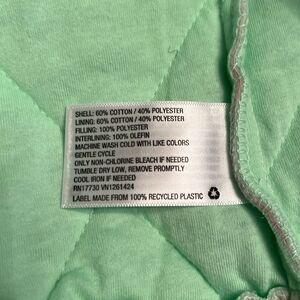 SHELL: 60% COTTON / 40% POLYESTER
LINING: 60% COTTON / 40% POLYESTER
FILLING: 100% POLYESTER
INTERLINING: 100% OLEFIN
MACHINE WASH COLD WITH LIKE COLORS
GENTLE CYCLE
ONLY NON-CHLORINE BLEACH IF NEEDED
TUMBLE DRY LOW, REMOVE PROMPTLY
COOL IRON IF NEEDED
RN17730 VN1261424
LABEL MADE FROM 100% RECYCLED PLASTIC